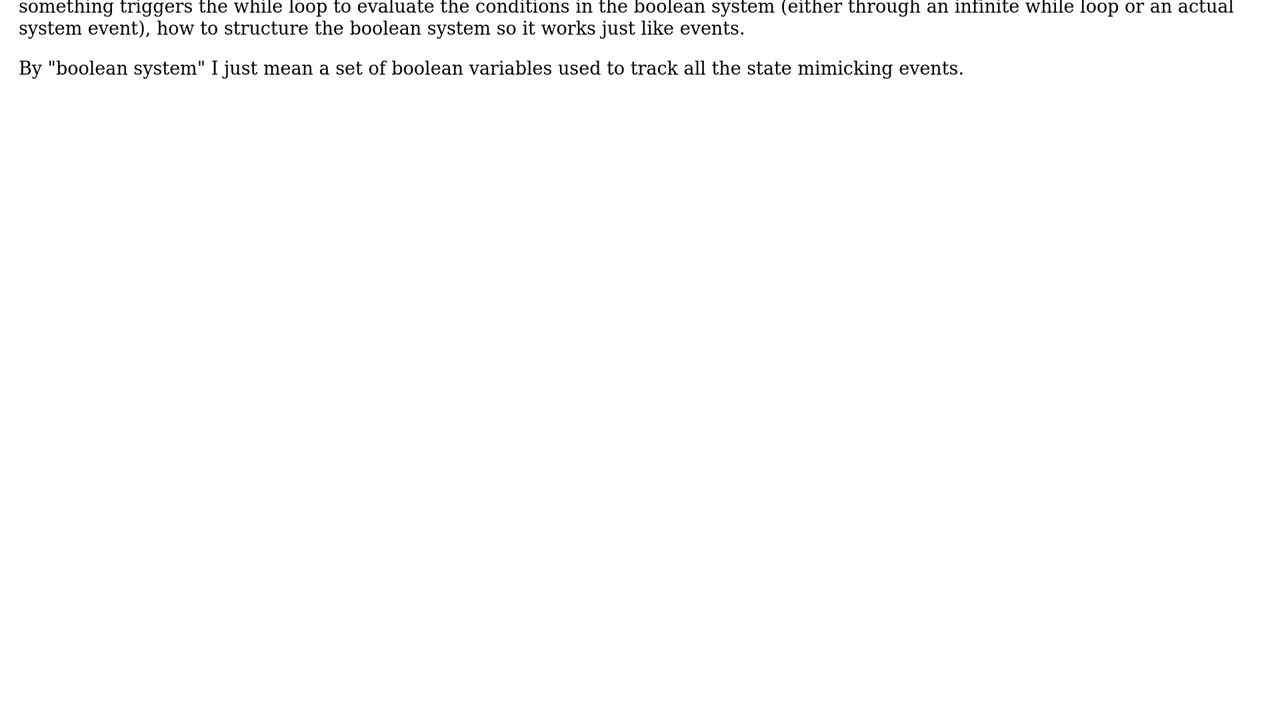 something triggers the while loop to evaluate the conditions in the boolean system (either through an infinite while loop or an actual
system event), how to structure the boolean system so it works just like events.
By "boolean system" I just mean a set of boolean variables used to track all the state mimicking events.